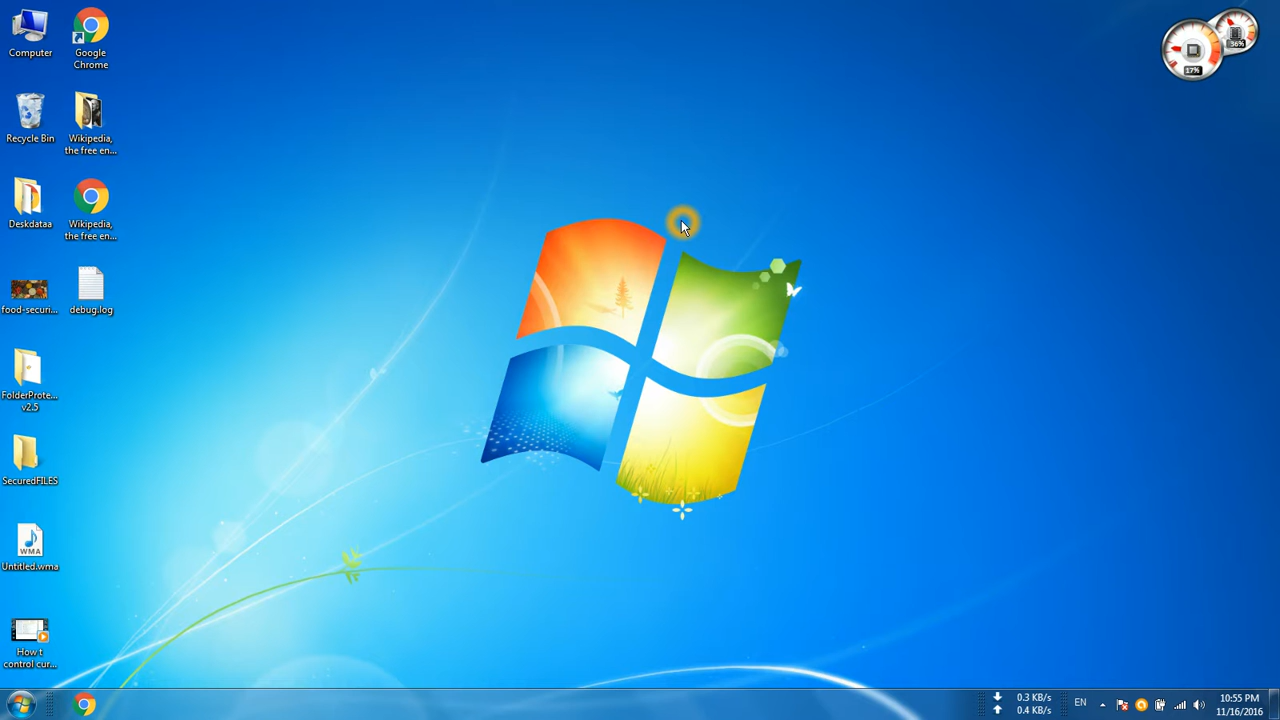 Computer
Google
Chrome
36%
17%
Recycle Bin
Wikipedia,
the free en...
Deskdataa
Wikipedia,
the free en...
food-securi...
debug.log
FolderProte...
v2.5
SecuredFILES
WMA
Untitled.wma
How t
control cur...
0.3 KB/s
0.4 KB/s
EN
10:55 PM
11/16/2016